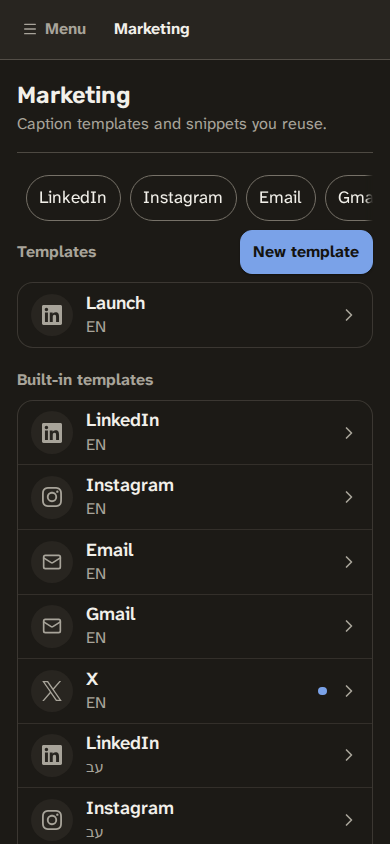 Menu Marketing
Marketing
Caption templates and snippets you reuse.
LinkedIn Instagram Email Gma
Templates New template
Launch
EN
Built-in templates
LinkedIn
EN
Instagram
EN
Email
EN
Gmail
EN
X
EN
LinkedIn
עב
Instagram
עב